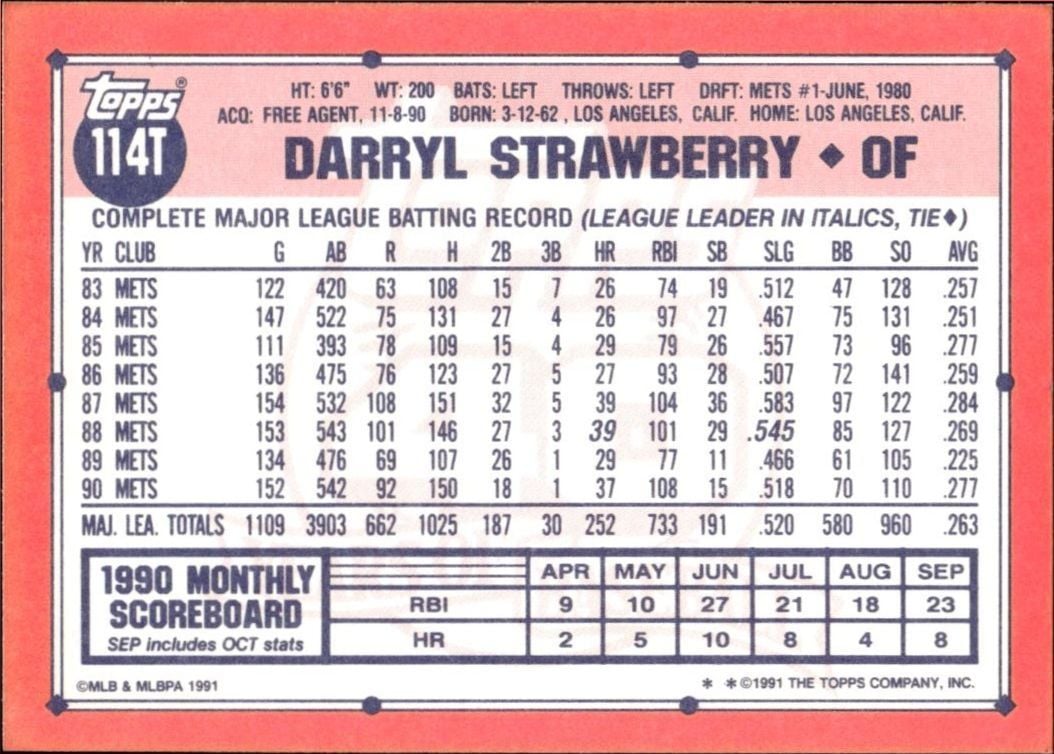 Topps®
114T
HT: 6'6" WT: 200 BATS: LEFT THROWS: LEFT DRFT: METS #1-JUNE, 1980
ACQ: FREE AGENT, 11-8-90 BORN: 3-12-62 , LOS ANGELES, CALIF. HOME: LOS ANGELES, CALIF.
DARRYL STRAWBERRY ◆ OF
COMPLETE MAJOR LEAGUE BATTING RECORD (LEAGUE LEADER IN ITALICS, TIE◆)
YR CLUB G AB R H 2B 3B HR RBI SB SLG BB SO AVG
83 METS 122 420 63 108 15 7 26 74 19 .512 47 128 .257
84 METS 147 522 75 131 27 4 26 97 27 .467 75 131 .251
85 METS 111 393 78 109 15 4 29 79 26 .557 73 96 .277
86 METS 136 475 76 123 27 5 27 93 28 .507 72 141 .259
87 METS 154 532 108 151 32 5 39 104 36 .583 97 122 .284
88 METS 153 543 101 146 27 3 39 101 29 .545 85 127 .269
89 METS 134 476 69 107 26 1 29 77 11 .466 61 105 .225
90 METS 152 542 92 150 18 1 37 108 15 .518 70 110 .277
MAJ. LEA. TOTALS 1109 3903 662 1025 187 30 252 733 191 .520 580 960 .263
1990 MONTHLY
SCOREBOARD
SEP includes OCT stats
APR MAY JUN JUL AUG SEP
RBI 9 10 27 21 18 23
HR 2 5 10 8 4 8
©MLB & MLBPA 1991
* *©1991 THE TOPPS COMPANY, INC.